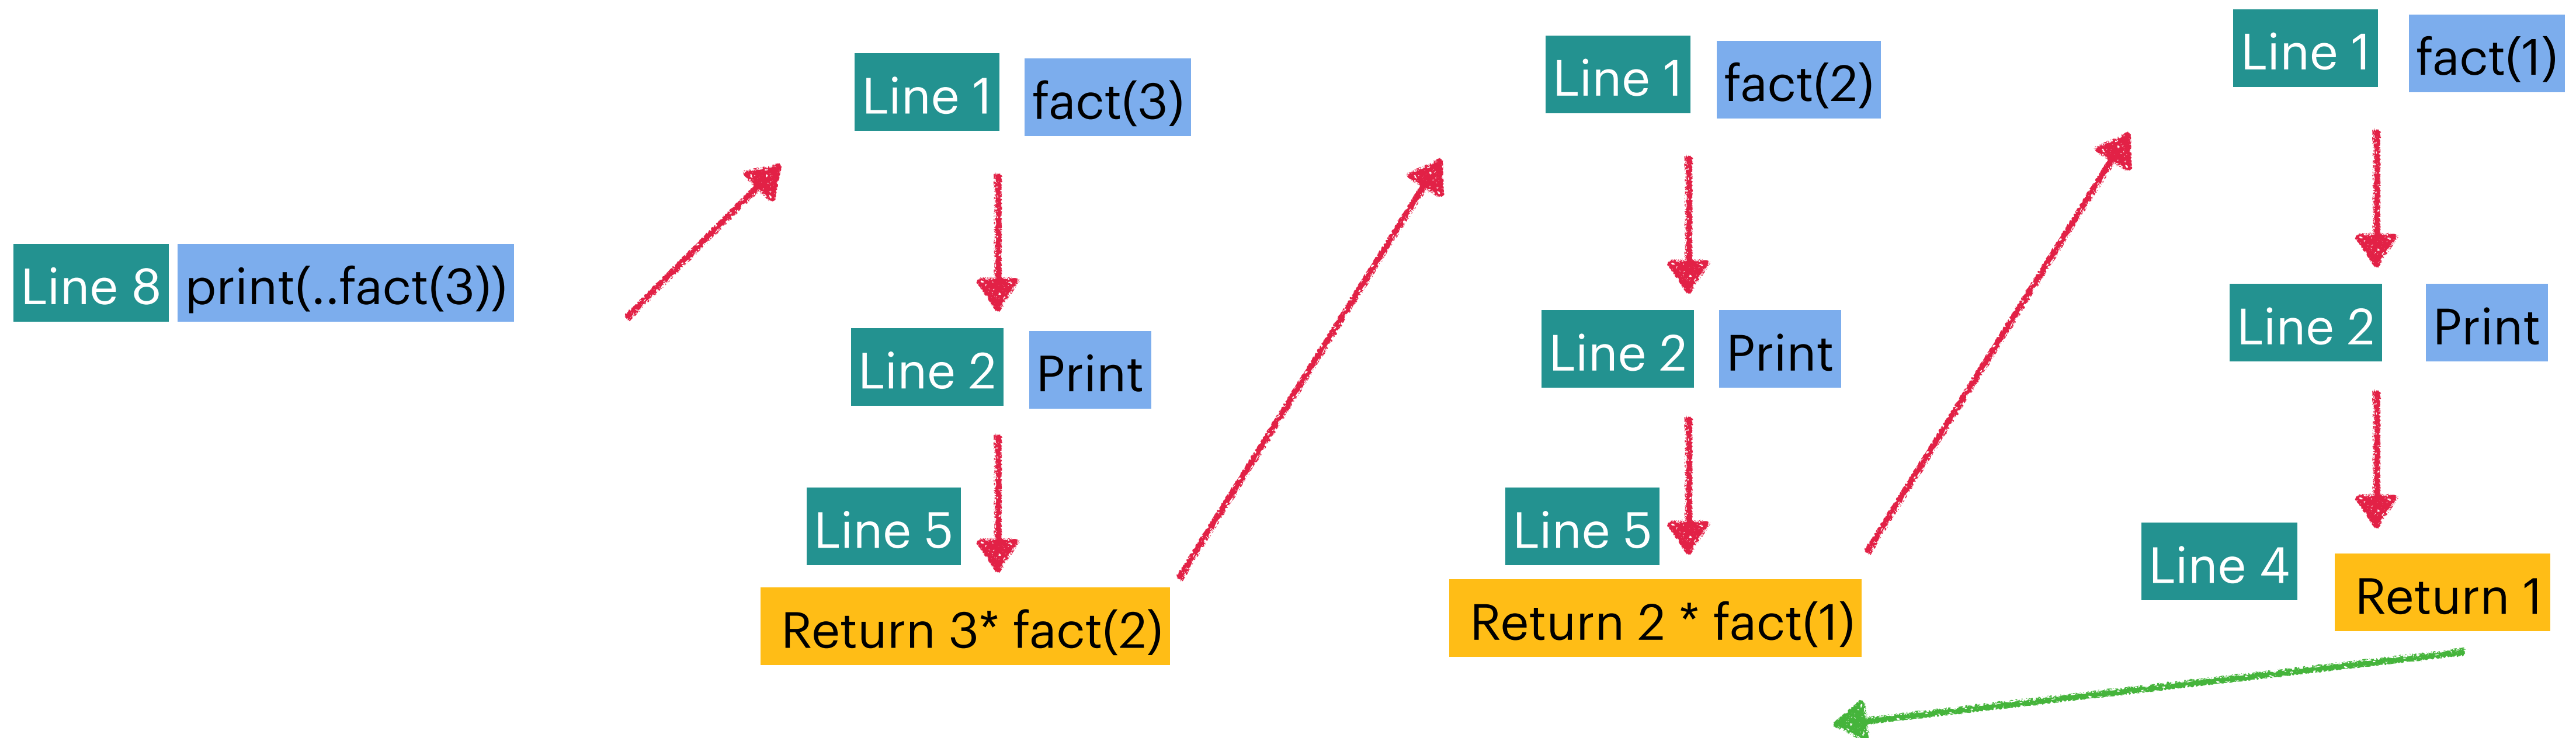 Line 8 print(..fact(3))
Line 1 fact(3)
Line 2 Print
Line 5
Return 3* fact(2)
Line 1 fact(2)
Line 2 Print
Line 5
Return 2 * fact(1)
Line 1 fact(1)
Line 2 Print
Line 4
Return 1